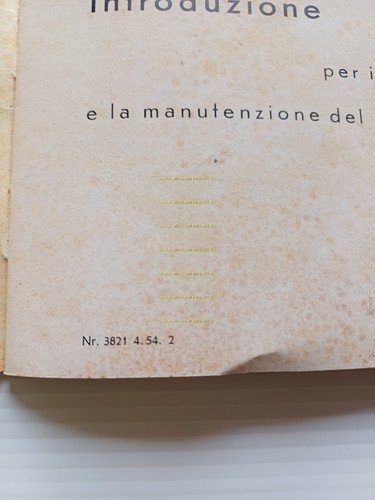 Introduzione
per i
e la manutenzione del
Nr. 3821 4.54. 2